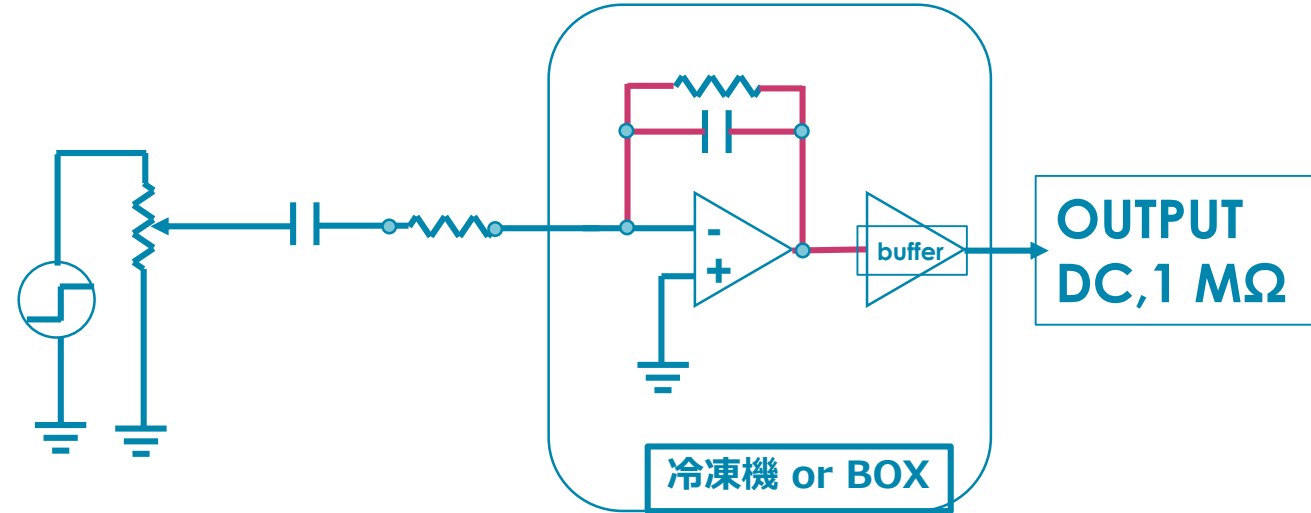 -
+
buffer
OUTPUT
DC,1 MΩ
冷凍機 or BOX